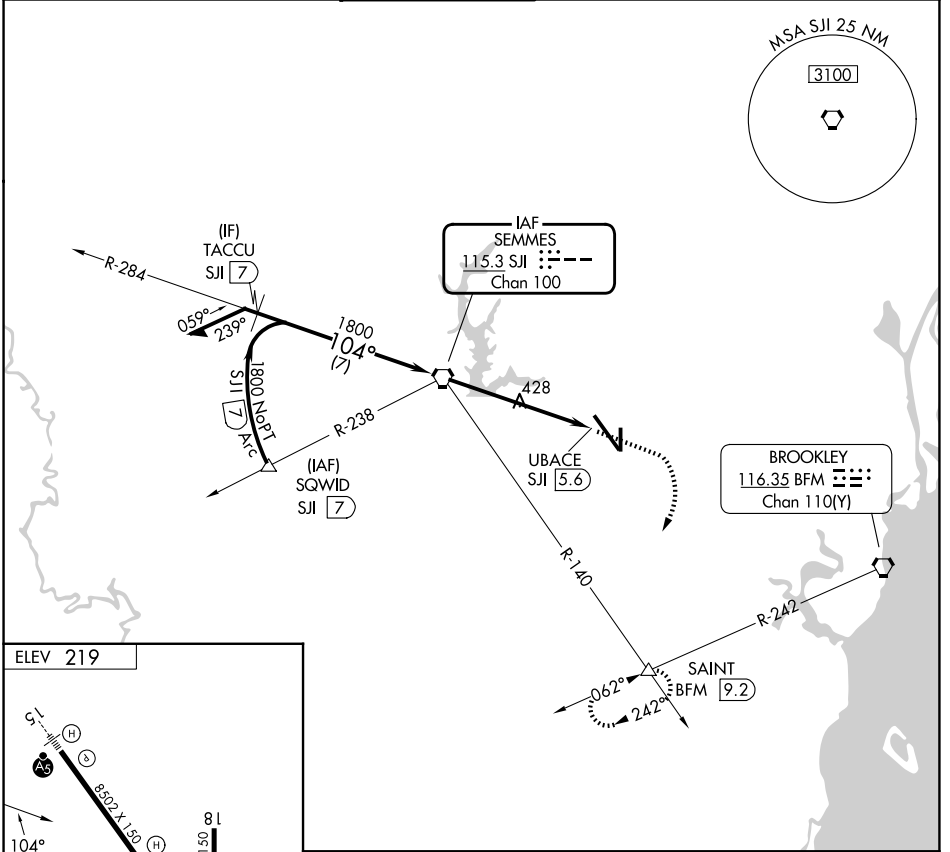 MSA SJI 25 NM
3100
(IF)
TACCU
SJI 7
R-284
059°
239°
1800
104°
(7)
IAF
SEMMES
115.3 SJI
Chan 100
1800 NoPT
SJI 7 Arc
R-238
(IAF)
SQWID
SJI 7
428
UBACE
SJI 5.6
BROOKLEY
116.35 BFM
Chan 110(Y)
R-140
R-242
SAINT
BFM 9.2
062°
242°
ELEV 219
15
H
P
A5
8502 X 150
H
18
150
104°